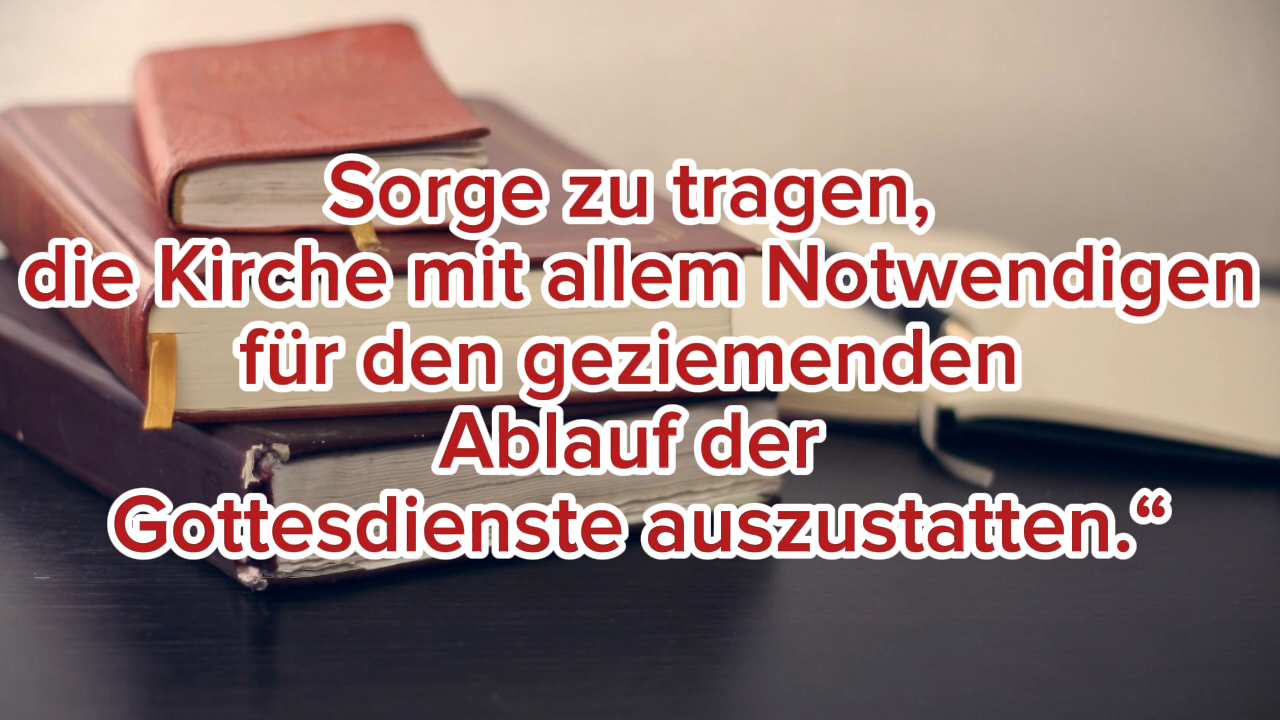 Sorge zu tragen,
die Kirche mit allem Notwendigen
für den geziemenden
Ablauf der
Gottesdienste auszustatten.“